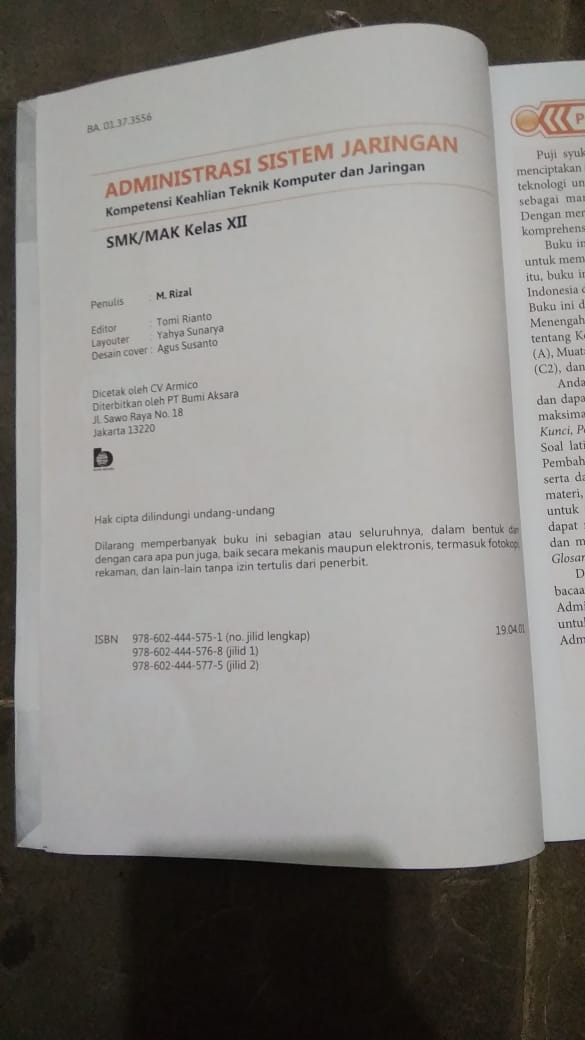 BA. 01.37.3556
ADMINISTRASI SISTEM JARINGAN
Kompetensi Keahlian Teknik Komputer dan Jaringan
SMK/MAK Kelas XII
Penulis : M. Rizal
Editor : Tomi Rianto
Layouter : Yahya Sunarya
Desain cover : Agus Susanto
Dicetak oleh CV Armico
Diterbitkan oleh PT Bumi Aksara
Jl. Sawo Raya No. 18
Jakarta 13220
Hak cipta dilindungi undang-undang
Dilarang memperbanyak buku ini sebagian atau seluruhnya, dalam bentuk dan
dengan cara apa pun juga, baik secara mekanis maupun elektronis, termasuk fotokopi,
rekaman, dan lain-lain tanpa izin tertulis dari penerbit.
ISBN 978-602-444-575-1 (no. jilid lengkap)
978-602-444-576-8 (jilid 1)
978-602-444-577-5 (jilid 2)
19.04.01
P
Puji syuk
menciptakan
teknologi un
sebagai man
Dengan mer
komprehens
Buku in
untuk mem
itu, buku in
Indonesia
Buku ini d
Menengah
tentang K
(A), Muat
(C2), dan
Anda
dan dapa
maksima
Kunci, P
Soal lati
Pembah
serta da
materi,
untuk
dapat
dan m
Glosar
D
bacaa
Admi
untu
Adm